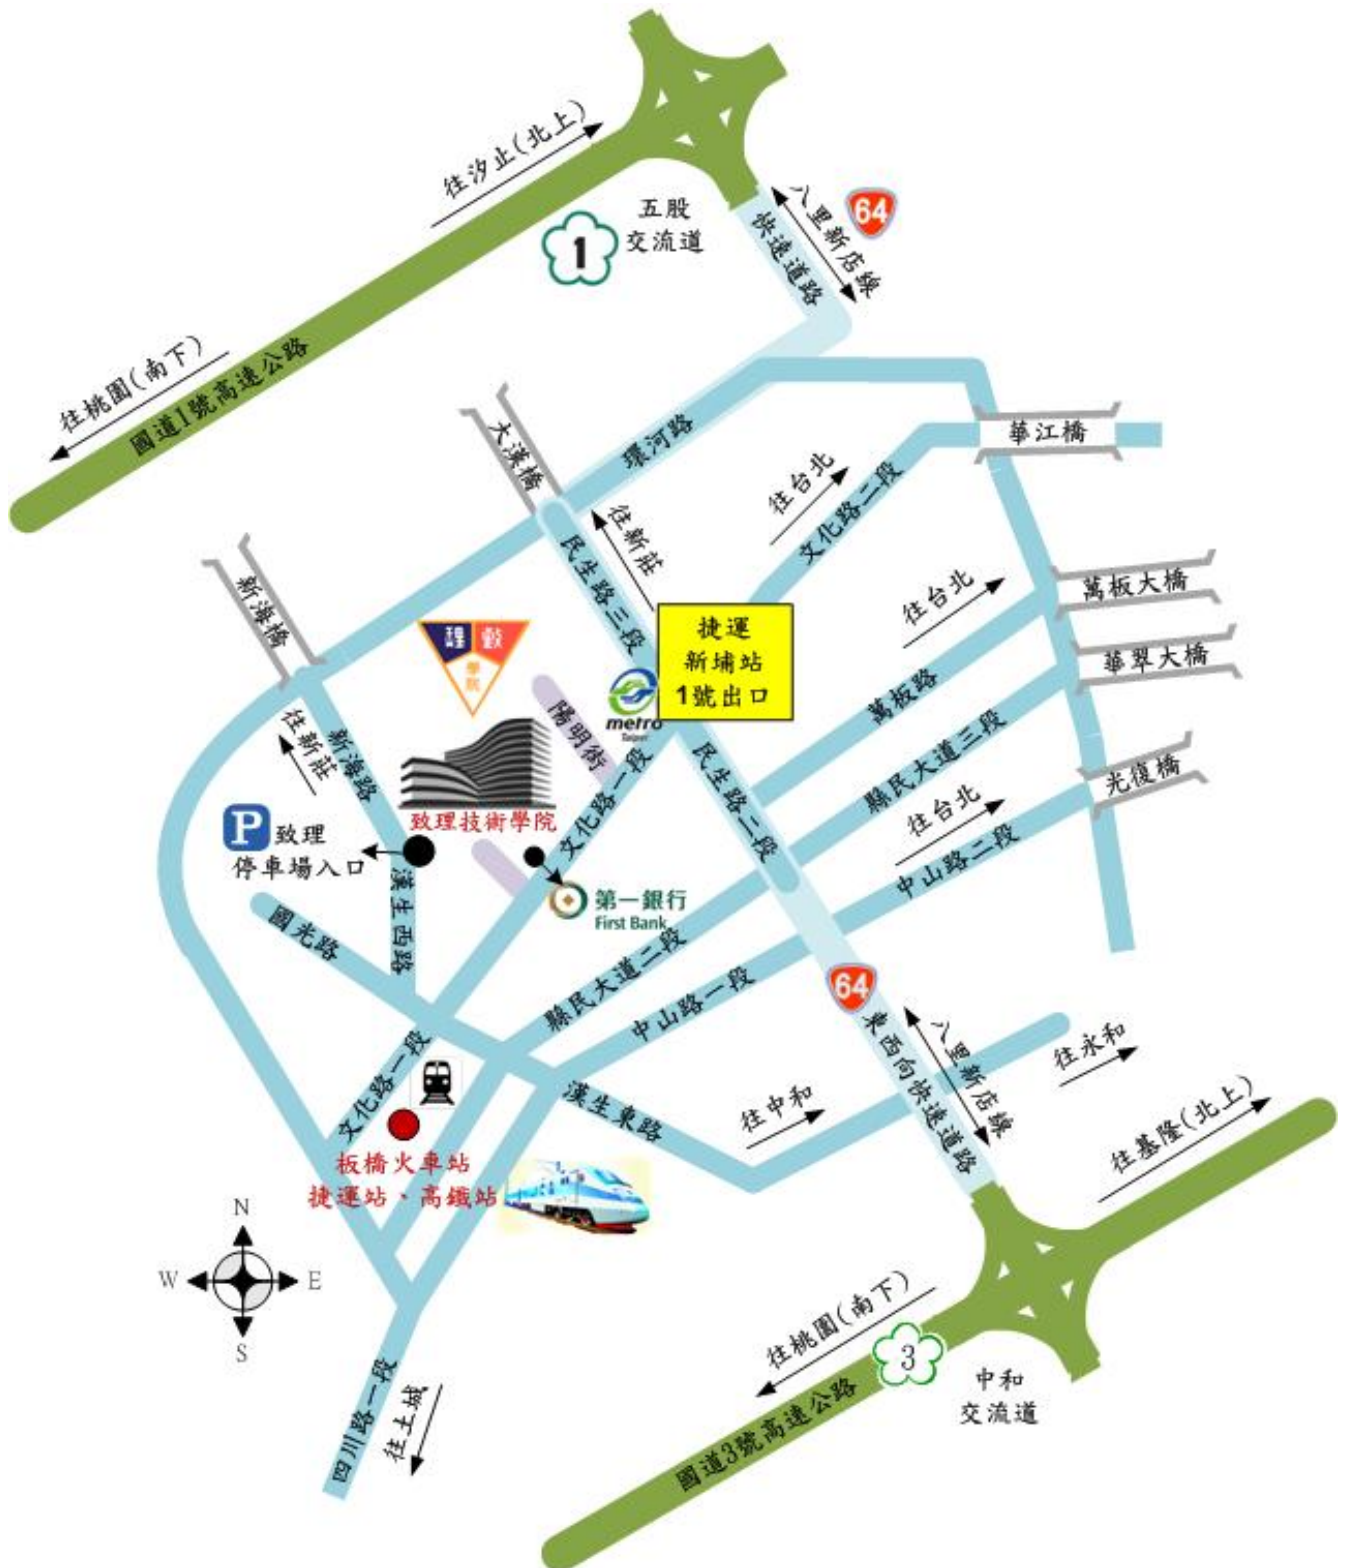 往汐止(北上)
八里新店線
64
五股
交流道
1
快速道路
往桃園(南下)
國道1號高速公路
大漢橋
環河路
華江橋
往台北
文化路二段
往新莊
民生路三段
新海橋
往台北
萬板大橋
捷運
新埔站
1號出口
理 致
學院
華翠大橋
metro
Taipei
陽明街
萬板路
往新莊
新海路
文化路一段
民生路二段
縣民大道三段
光復橋
致理技術學院
往台北
P 致理
停車場入口
中山路二段
漢生西路
第一銀行
First Bank
國光路
縣民大道二段
中山路一段
64
東西向快速道路
八里新店線
往永和
文化路一段
漢生東路
往中和
往基隆(北上)
板橋火車站
捷運站、高鐵站
N
W E
S
往桃園(南下)
3
中和
交流道
國道3號高速公路
四川路一段
往土城